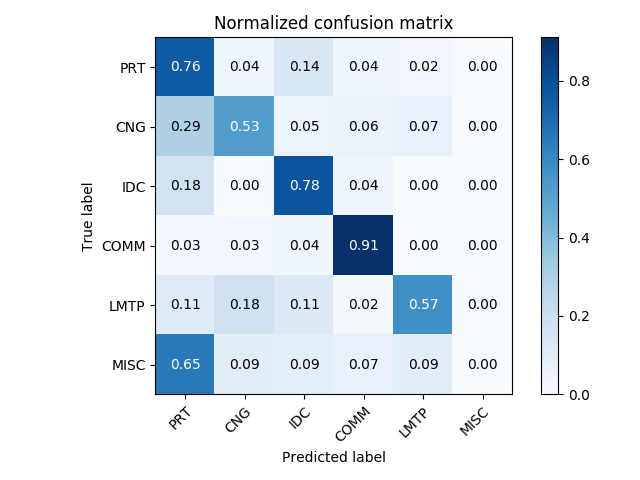 Normalized confusion matrix
True label
PRT 0.76 0.04 0.14 0.04 0.02 0.00
CNG 0.29 0.53 0.05 0.06 0.07 0.00
IDC 0.18 0.00 0.78 0.04 0.00 0.00
COMM 0.03 0.03 0.04 0.91 0.00 0.00
LMTP 0.11 0.18 0.11 0.02 0.57 0.00
MISC 0.65 0.09 0.09 0.07 0.09 0.00
PRT CNG IDC COMM LMTP MISC
Predicted label
0.8
0.6
0.4
0.2
0.0